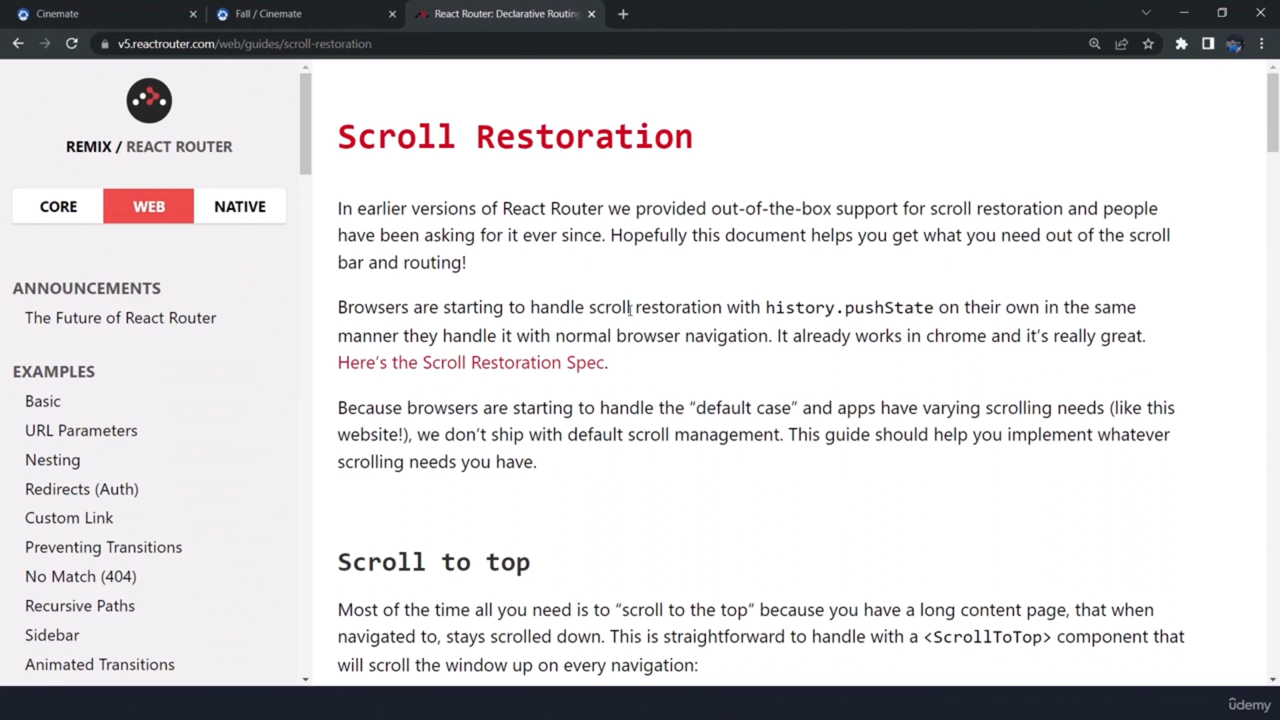 Cinemate
Fall / Cinemate
React Router: Declarative Routing
v5.reactrouter.com/web/guides/scroll-restoration
REMIX / REACT ROUTER
CORE
WEB
NATIVE
ANNOUNCEMENTS
The Future of React Router
EXAMPLES
Basic
URL Parameters
Nesting
Redirects (Auth)
Custom Link
Preventing Transitions
No Match (404)
Recursive Paths
Sidebar
Animated Transitions
Scroll Restoration
In earlier versions of React Router we provided out-of-the-box support for scroll restoration and people
have been asking for it ever since. Hopefully this document helps you get what you need out of the scroll
bar and routing!
Browsers are starting to handle scroll restoration with history.pushState on their own in the same
manner they handle it with normal browser navigation. It already works in chrome and it’s really great.
Here’s the Scroll Restoration Spec.
Because browsers are starting to handle the “default case” and apps have varying scrolling needs (like this
website!), we don’t ship with default scroll management. This guide should help you implement whatever
scrolling needs you have.
Scroll to top
Most of the time all you need is to “scroll to the top” because you have a long content page, that when
navigated to, stays scrolled down. This is straightforward to handle with a <ScrollToTop> component that
will scroll the window up on every navigation:
ûdemy